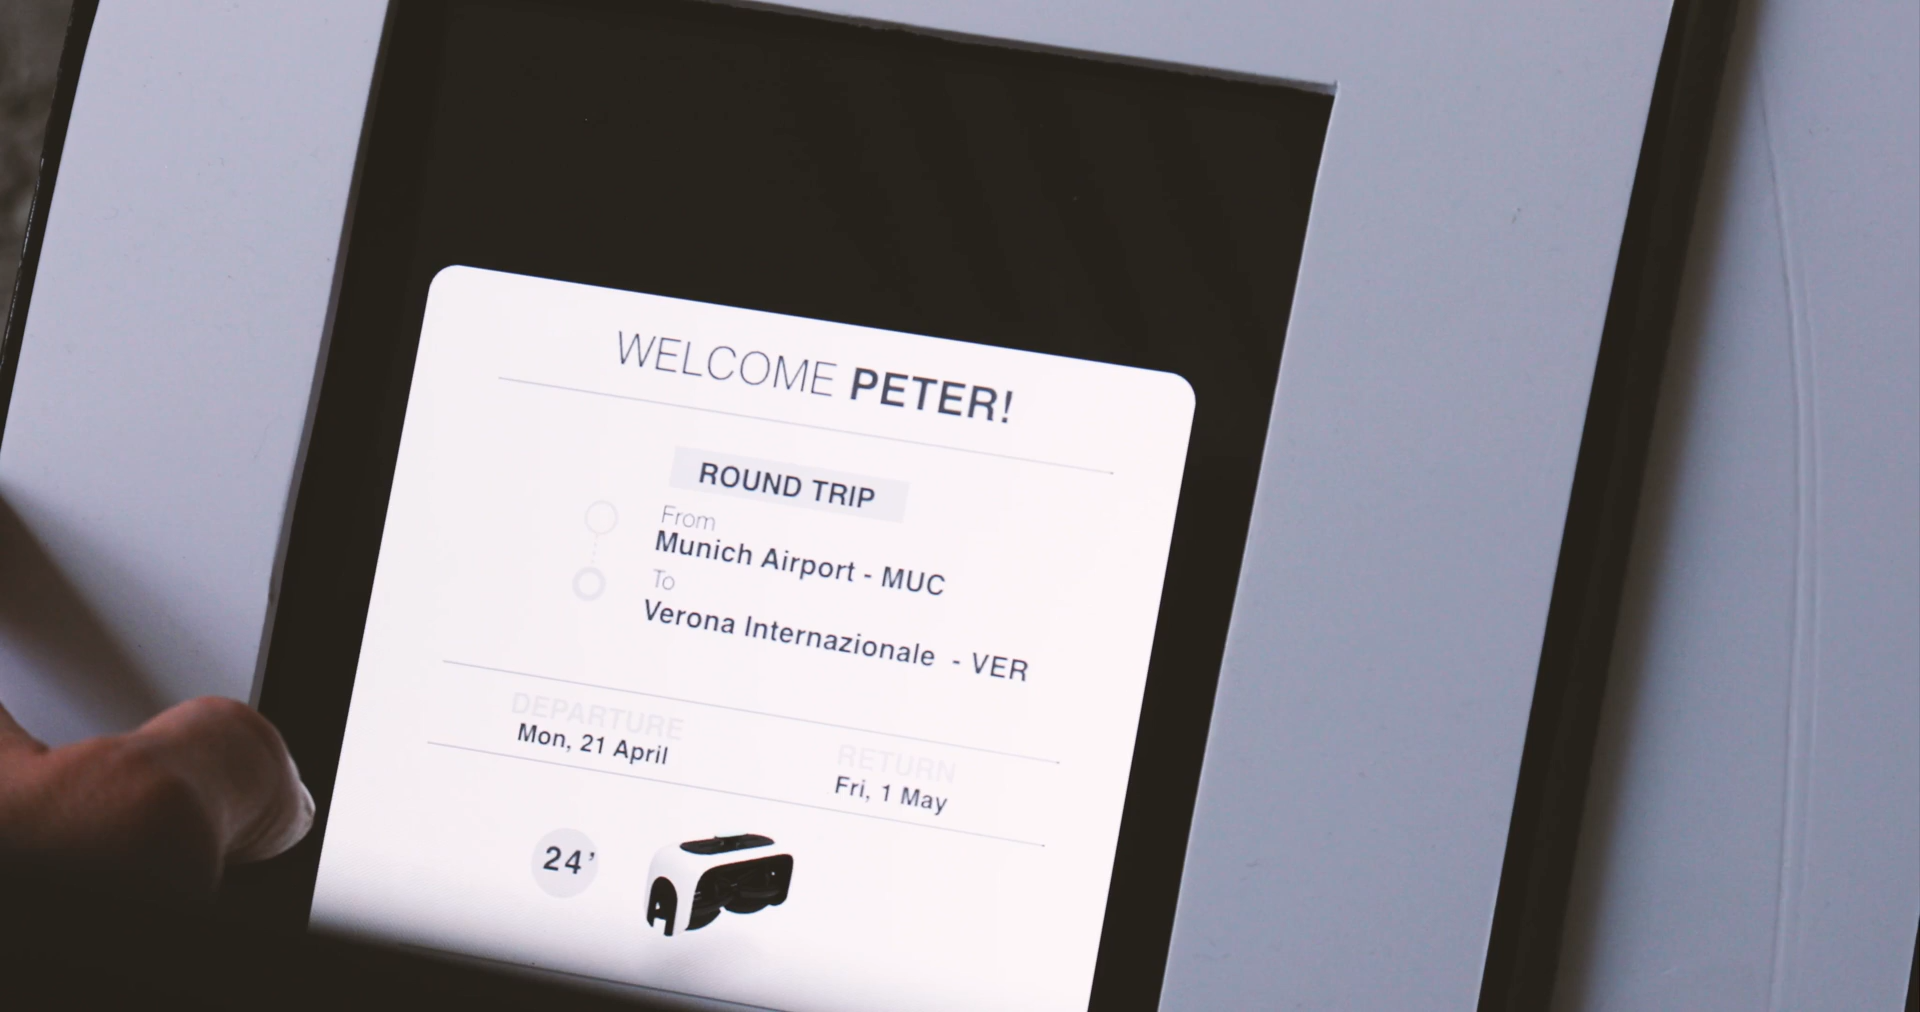 WELCOME PETER!
ROUND TRIP
From
Munich Airport - MUC
To
Verona Internazionale - VER
DEPARTURE
Mon, 21 April
RETURN
Fri, 1 May
24’